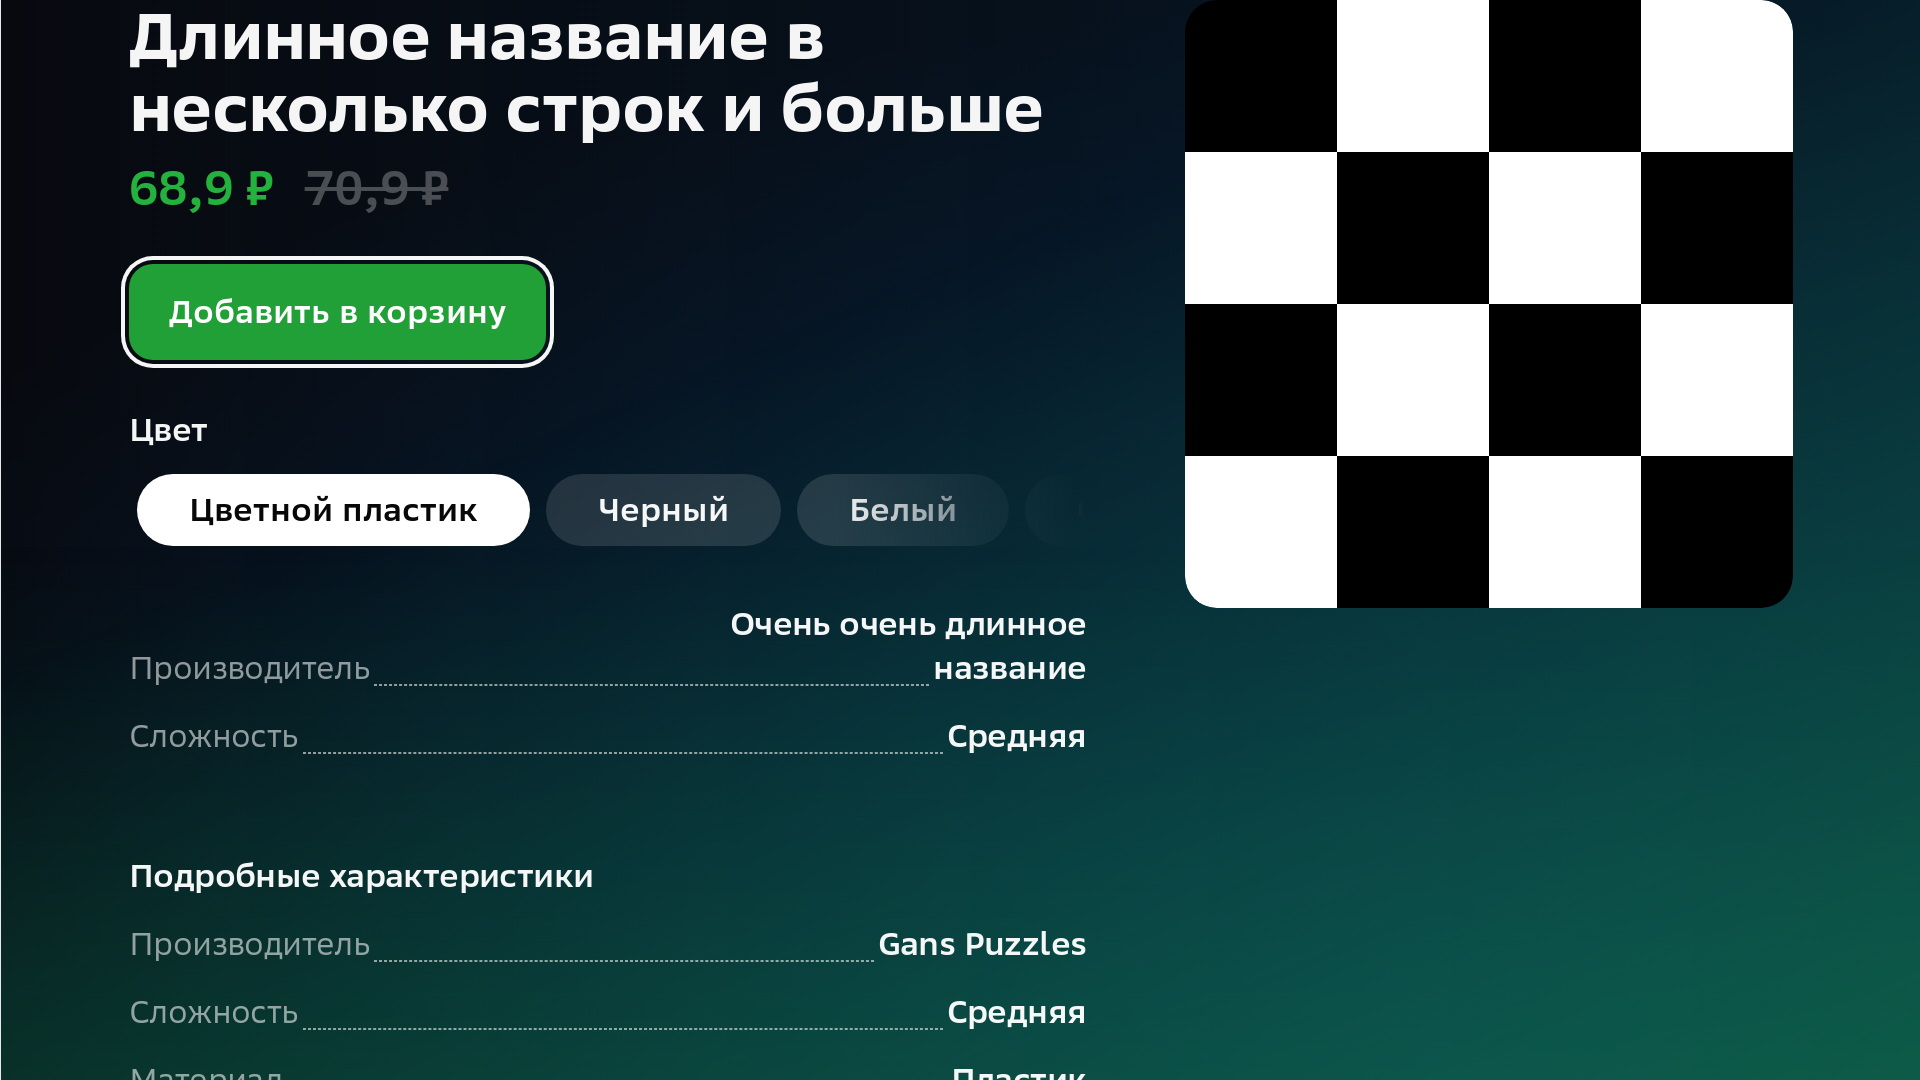 Длинное название в
несколько строк и больше
68,9 ₽ 70,9 ₽
Добавить в корзину
Цвет
Цветной пластик Черный Белый
Очень очень длинное
Производитель название
Сложность Средняя
Подробные характеристики
Производитель Gans Puzzles
Сложность Средняя
Материал Пластик